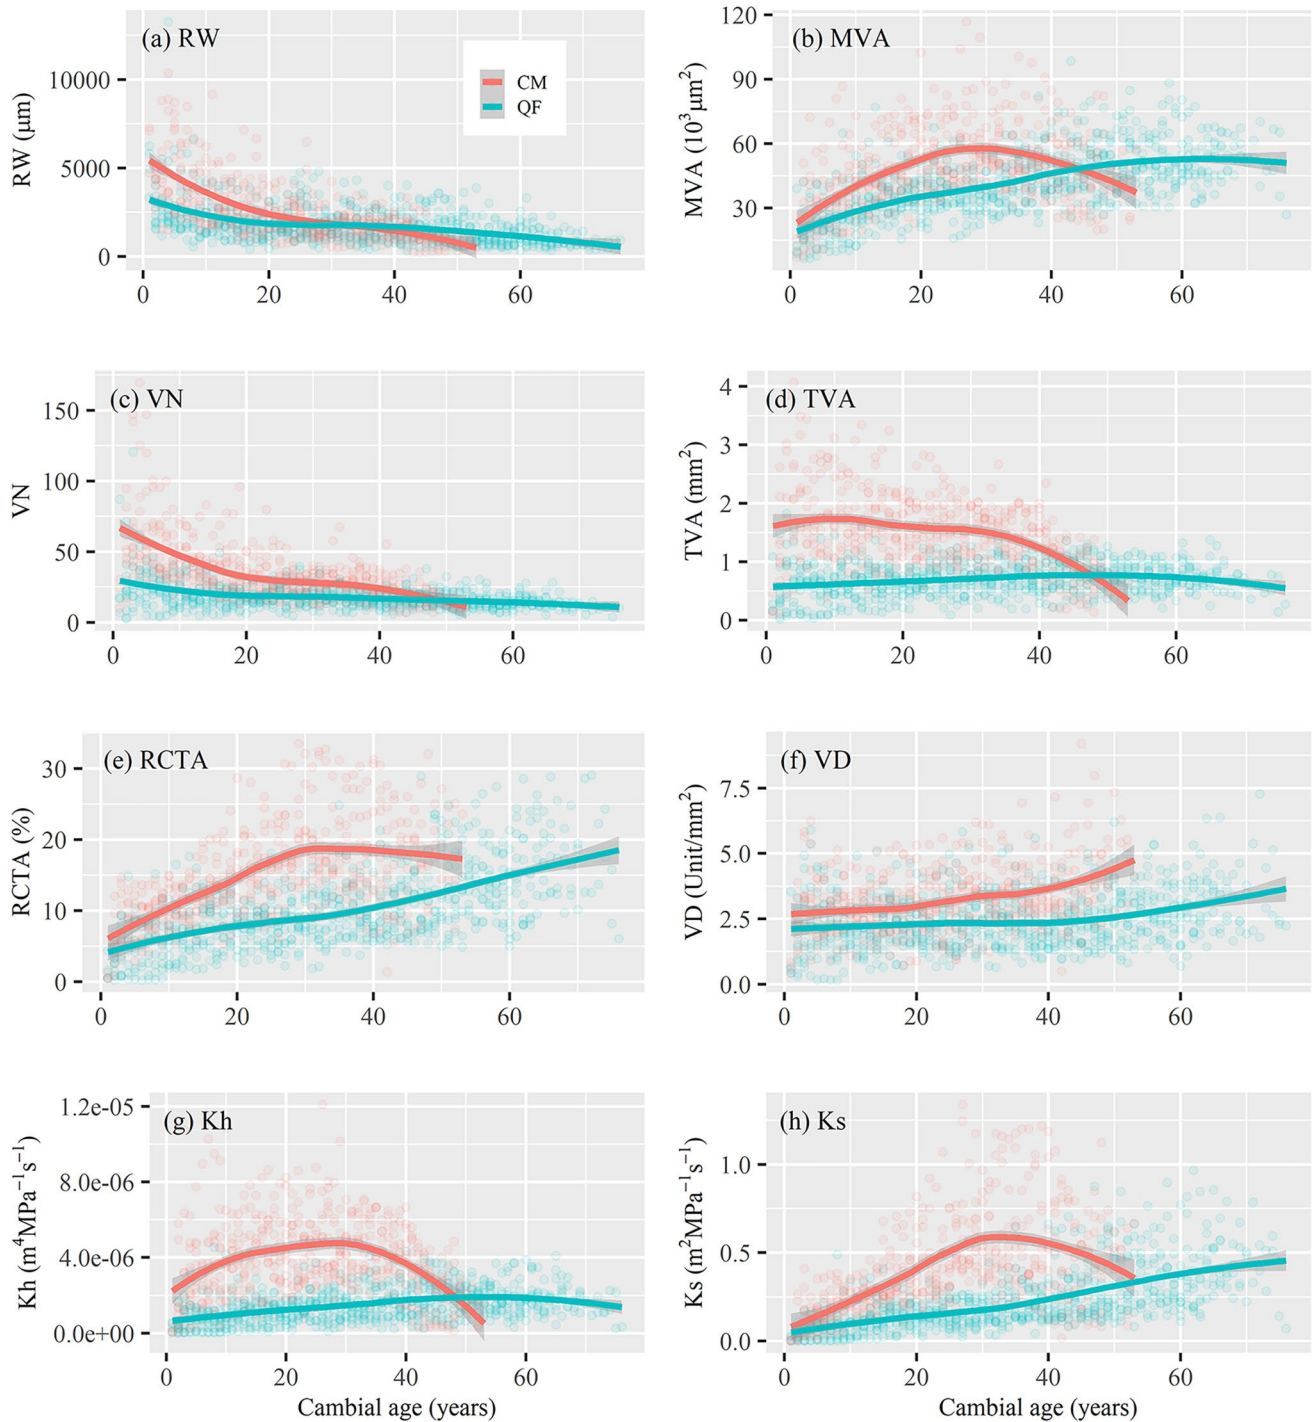 (a) RW
CM
QF
10000
5000
0
RW (μm)
0 20 40 60
(b) MVA
120
90
60
30
MVA (10³μm²)
0 20 40 60
(c) VN
150
100
50
0
VN
0 20 40 60
(d) TVA
4
3
2
1
0
TVA (mm²)
0 20 40 60
(e) RCTA
30
20
10
0
RCTA (%)
0 20 40 60
(f) VD
7.5
5.0
2.5
0.0
VD (Unit/mm²)
0 20 40 60
(g) Kh
1.2e-05
8.0e-06
4.0e-06
0.0e+00
Kh (m⁴MPa⁻¹s⁻¹)
0 20 40 60
Cambial age (years)
(h) Ks
1.0
0.5
0.0
Ks (m²MPa⁻¹s⁻¹)
0 20 40 60
Cambial age (years)